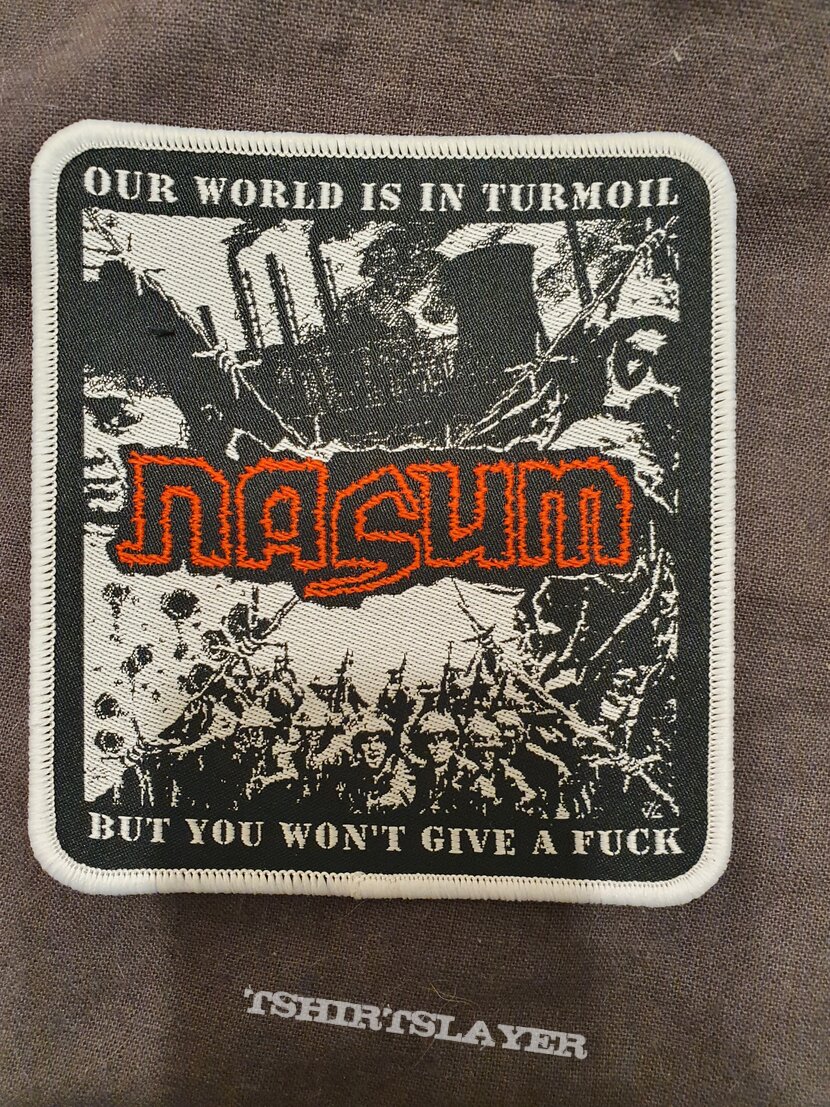 OUR WORLD IS IN TURMOIL
NASUM
BUT YOU WON'T GIVE A FUCK
TSHIRTSLAYER